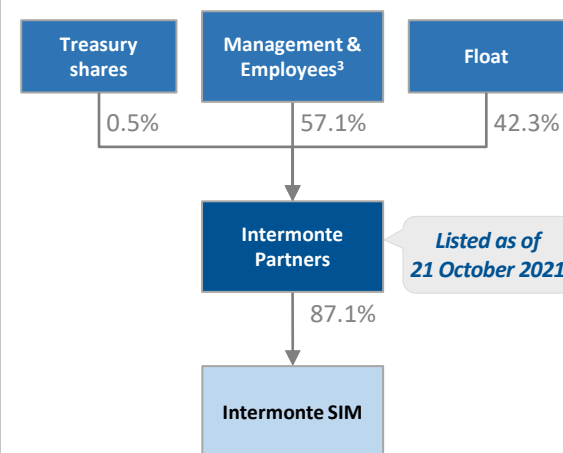 Treasury
shares
Management &
Employees³
Float
0.5%
57.1%
42.3%
Intermonte
Partners
Listed as of
21 October 2021
87.1%
Intermonte SIM